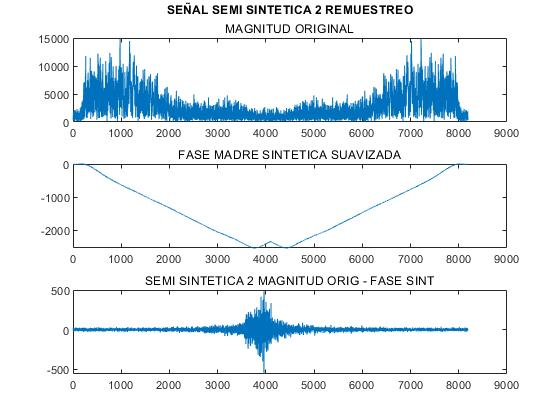 SEÑAL SEMI SINTETICA 2 REMUESTREO
MAGNITUD ORIGINAL
15000
10000
5000
0
0 1000 2000 3000 4000 5000 6000 7000 8000 9000
FASE MADRE SINTETICA SUAVIZADA
0
-1000
-2000
0 1000 2000 3000 4000 5000 6000 7000 8000 9000
SEMI SINTETICA 2 MAGNITUD ORIG - FASE SINT
500
0
-500
0 1000 2000 3000 4000 5000 6000 7000 8000 9000